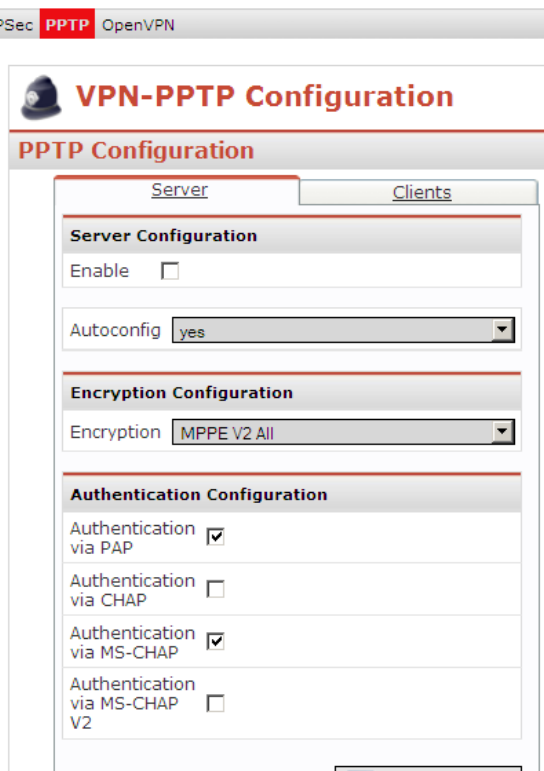 PSec PPTP OpenVPN
VPN-PPTP Configuration
PPTP Configuration
Server Clients
Server Configuration
Enable
Autoconfig yes
Encryption Configuration
Encryption MPPE V2 All
Authentication Configuration
Authentication
via PAP
Authentication
via CHAP
Authentication
via MS-CHAP
Authentication
via MS-CHAP
V2